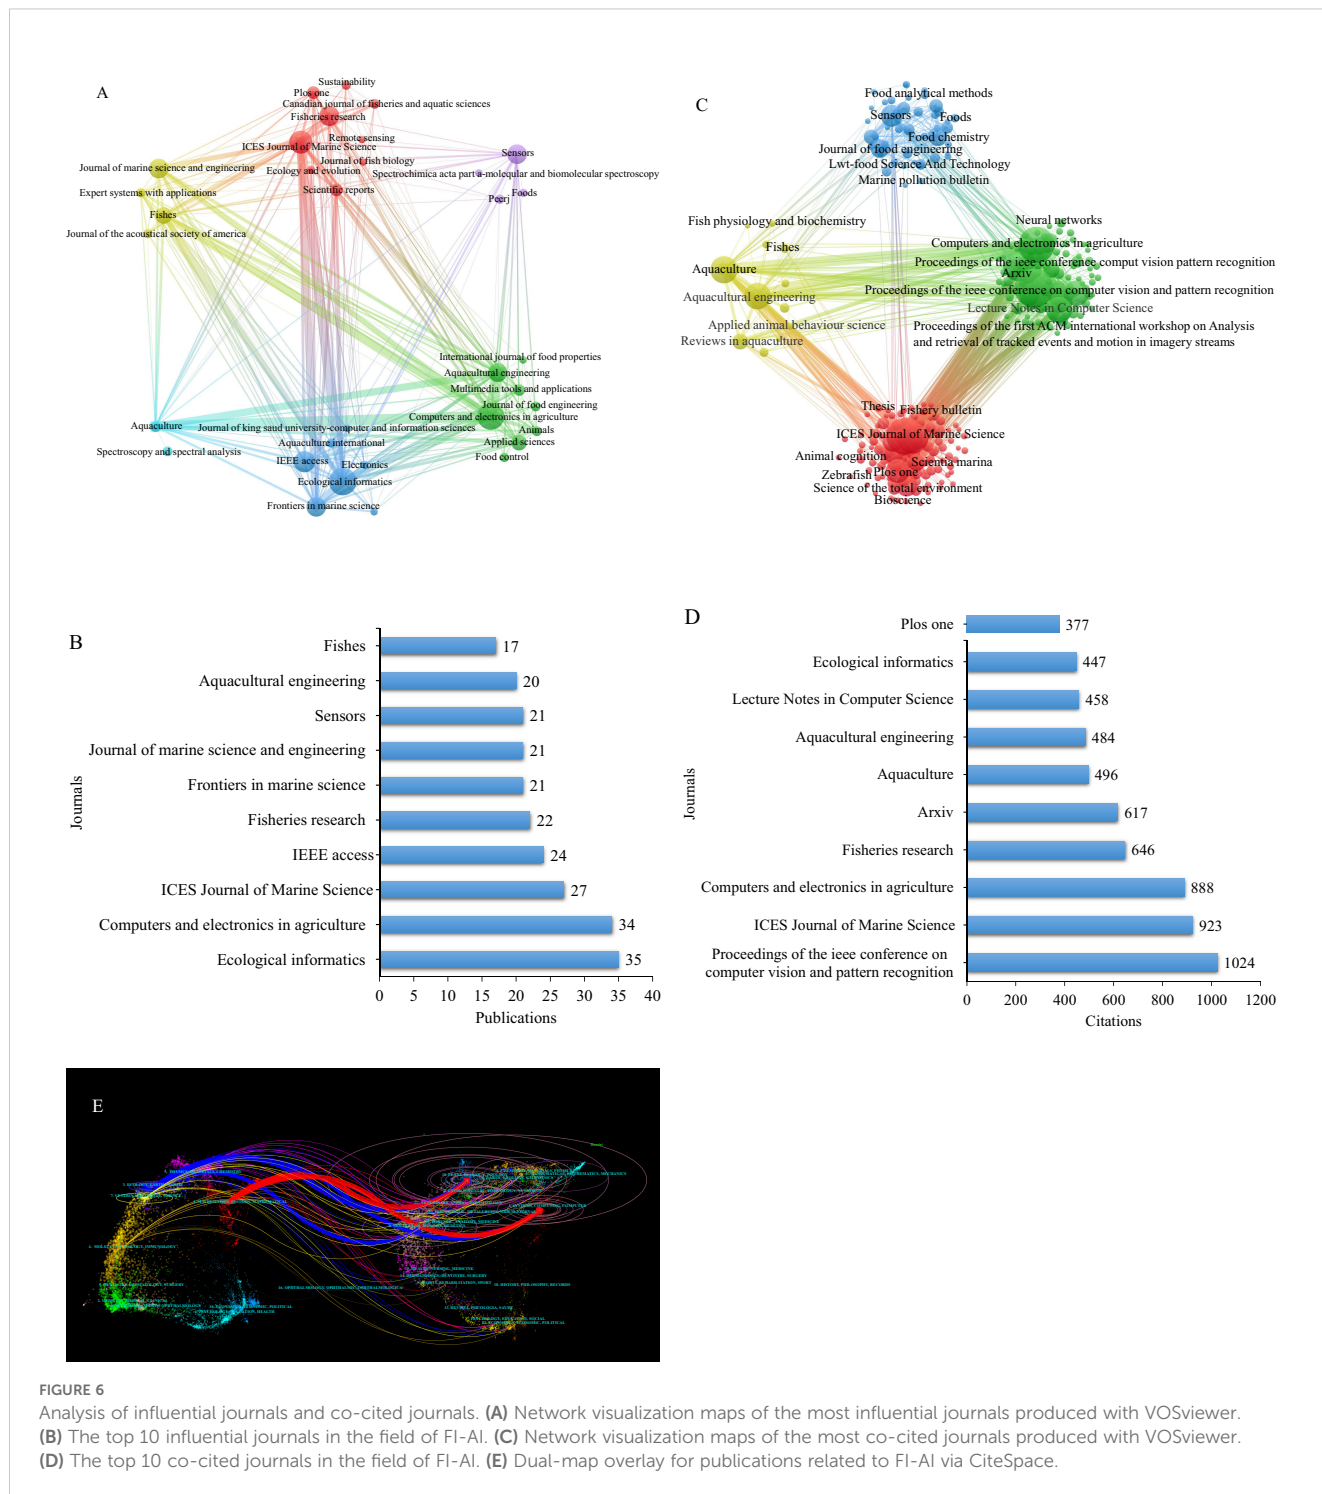 A
Sustainability
Plos one
Canadian journal of fisheries and aquatic sciences
Fisheries research
Remote sensing
ICES Journal of Marine Science
Journal of fish biology
Ecology and evolution
Scientific reports
Sensors
Spectrochimica acta part a-moleqular and biomolecular spectroscopy
Foods
Peerj
Journal of marine science and engineering
Expert systems with applications
Fishes
Journal of the acoustical society of america
International journal of food properties
Aquacultural engineering
Multimedia tools and applications
Journal of food engineering
Computers and electronics in agriculture
Animals
Applied sciences
Food control
Aquaculture
Spectroscopy and spectral analysis
Journal of king saud university-computer and information sciences
Aquaculture international
IEEE access
Electronics
Ecological informatics
Frontiers in marine science
C
Food analytical methods
Sensors
Foods
Food chemistry
Journal of food engineering
Lwt-food Science And Technology
Marine pollution bulletin
Fish physiology and biochemistry
Fishes
Aquaculture
Aquacultural engineering
Applied animal behaviour science
Reviews in aquaculture
Neural networks
Computers and electronics in agriculture
Proceedings of the ieee conference comput vision pattern recognition
Arxiv
Proceedings of the ieee conference on computer vision and pattern recognition
Lecture Notes in Computer Science
Proceedings of the first ACM international workshop on Analysis
and retrieval of tracked events and motion in imagery streams
Thesis
Fishery bulletin
ICES Journal of Marine Science
Animal cognition
Scientia marina
Zebrafish
Plos one
Science of the total environment
Bioscience
B
Journals
Fishes 17
Aquacultural engineering 20
Sensors 21
Journal of marine science and engineering 21
Frontiers in marine science 21
Fisheries research 22
IEEE access 24
ICES Journal of Marine Science 27
Computers and electronics in agriculture 34
Ecological informatics 35
0 5 10 15 20 25 30 35 40
Publications
D
Journals
Plos one 377
Ecological informatics 447
Lecture Notes in Computer Science 458
Aquacultural engineering 484
Aquaculture 496
Arxiv 617
Fisheries research 646
Computers and electronics in agriculture 888
ICES Journal of Marine Science 923
Proceedings of the ieee conference on
computer vision and pattern recognition 1024
0 200 400 600 800 1000 1200
Citations
E
FIGURE 6
Analysis of influential journals and co-cited journals. (A) Network visualization maps of the most influential journals produced with VOSviewer.
(B) The top 10 influential journals in the field of FI-AI. (C) Network visualization maps of the most co-cited journals produced with VOSviewer.
(D) The top 10 co-cited journals in the field of FI-AI. (E) Dual-map overlay for publications related to FI-AI via CiteSpace.